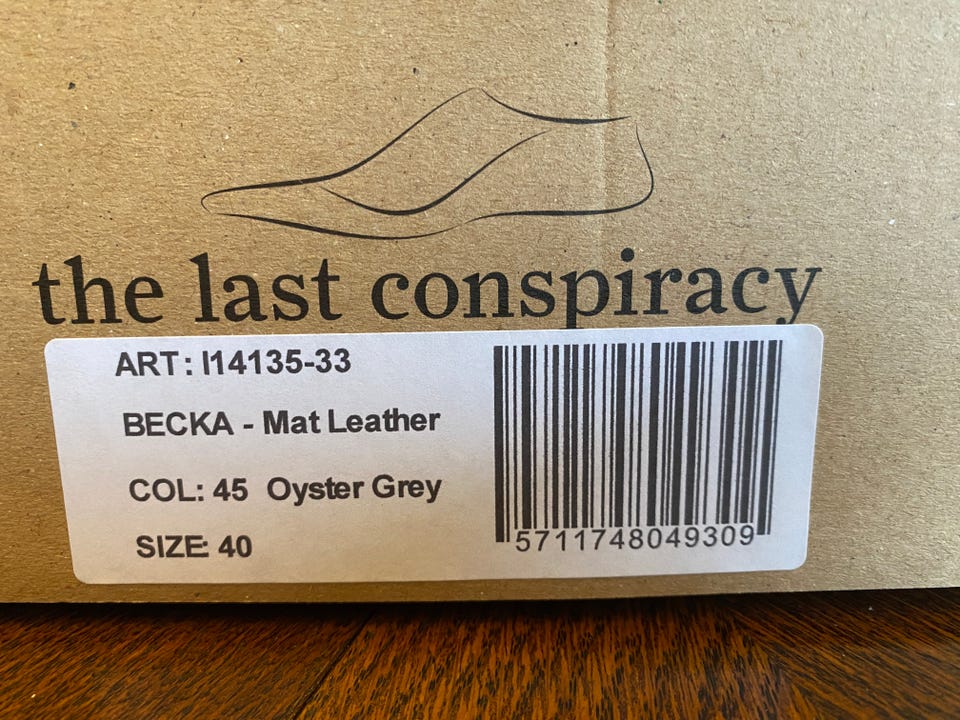 the last conspiracy
ART: I14135-33
BECKA - Mat Leather
COL: 45 Oyster Grey
SIZE: 40
5711748049309